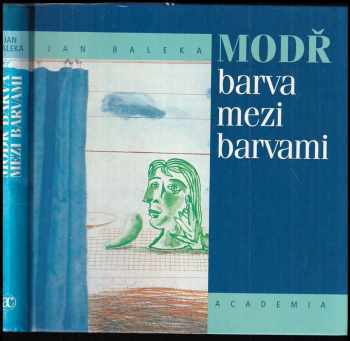 JAN
BALEKA
MODŘ BARVA
MEZI BARVAMI
JAN BALEKA
MODŘ
barva
mezi
barvami
ACADEMIA